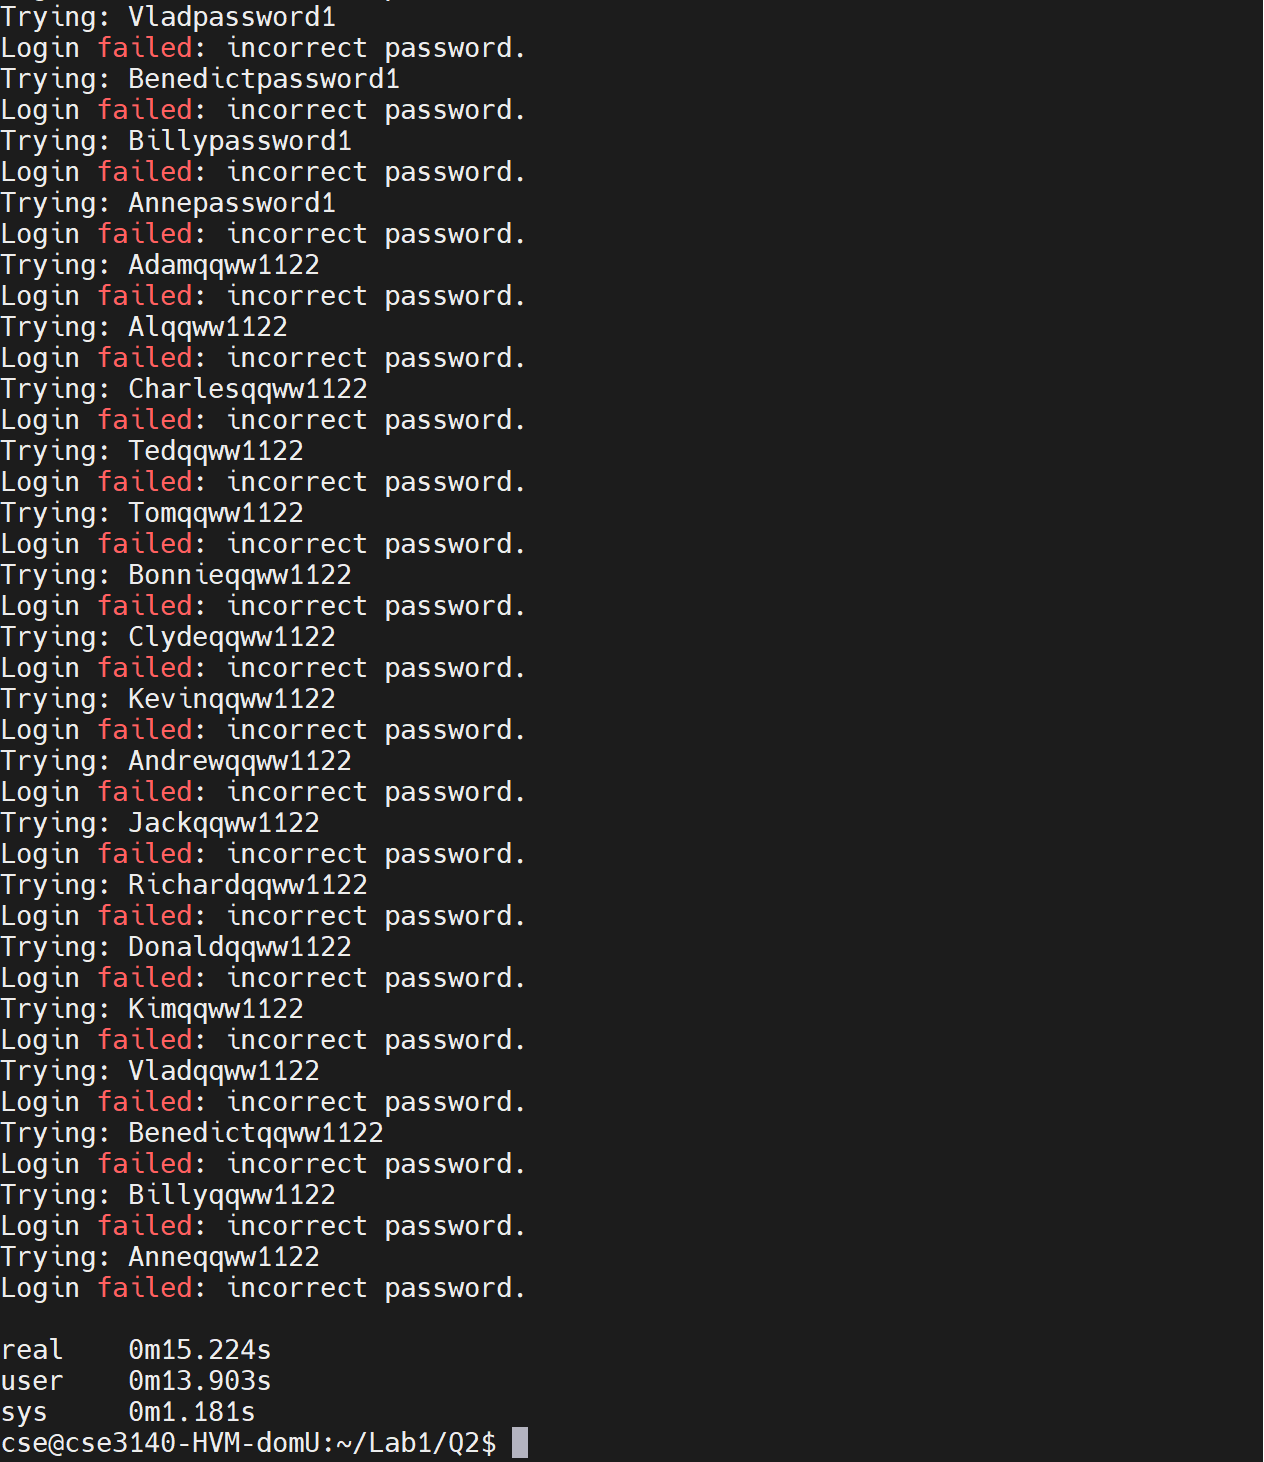 Trying: Vladpassword1
Login failed: incorrect password.
Trying: Benedictpassword1
Login failed: incorrect password.
Trying: Billypassword1
Login failed: incorrect password.
Trying: Annepassword1
Login failed: incorrect password.
Trying: Adamqqww1122
Login failed: incorrect password.
Trying: Alqqww1122
Login failed: incorrect password.
Trying: Charlesqqww1122
Login failed: incorrect password.
Trying: Tedqqww1122
Login failed: incorrect password.
Trying: Tomqqww1122
Login failed: incorrect password.
Trying: Bonnieqqww1122
Login failed: incorrect password.
Trying: Clydeqqww1122
Login failed: incorrect password.
Trying: Kevinqqww1122
Login failed: incorrect password.
Trying: Andrewqqww1122
Login failed: incorrect password.
Trying: Jackqqww1122
Login failed: incorrect password.
Trying: Richardqqww1122
Login failed: incorrect password.
Trying: Donaldqqww1122
Login failed: incorrect password.
Trying: Kimqqww1122
Login failed: incorrect password.
Trying: Vladqqww1122
Login failed: incorrect password.
Trying: Benedictqqww1122
Login failed: incorrect password.
Trying: Billyqqww1122
Login failed: incorrect password.
Trying: Anneqqww1122
Login failed: incorrect password.
real    0m15.224s
user    0m13.903s
sys     0m1.181s
cse@cse3140-HVM-domU:~/Lab1/Q2$